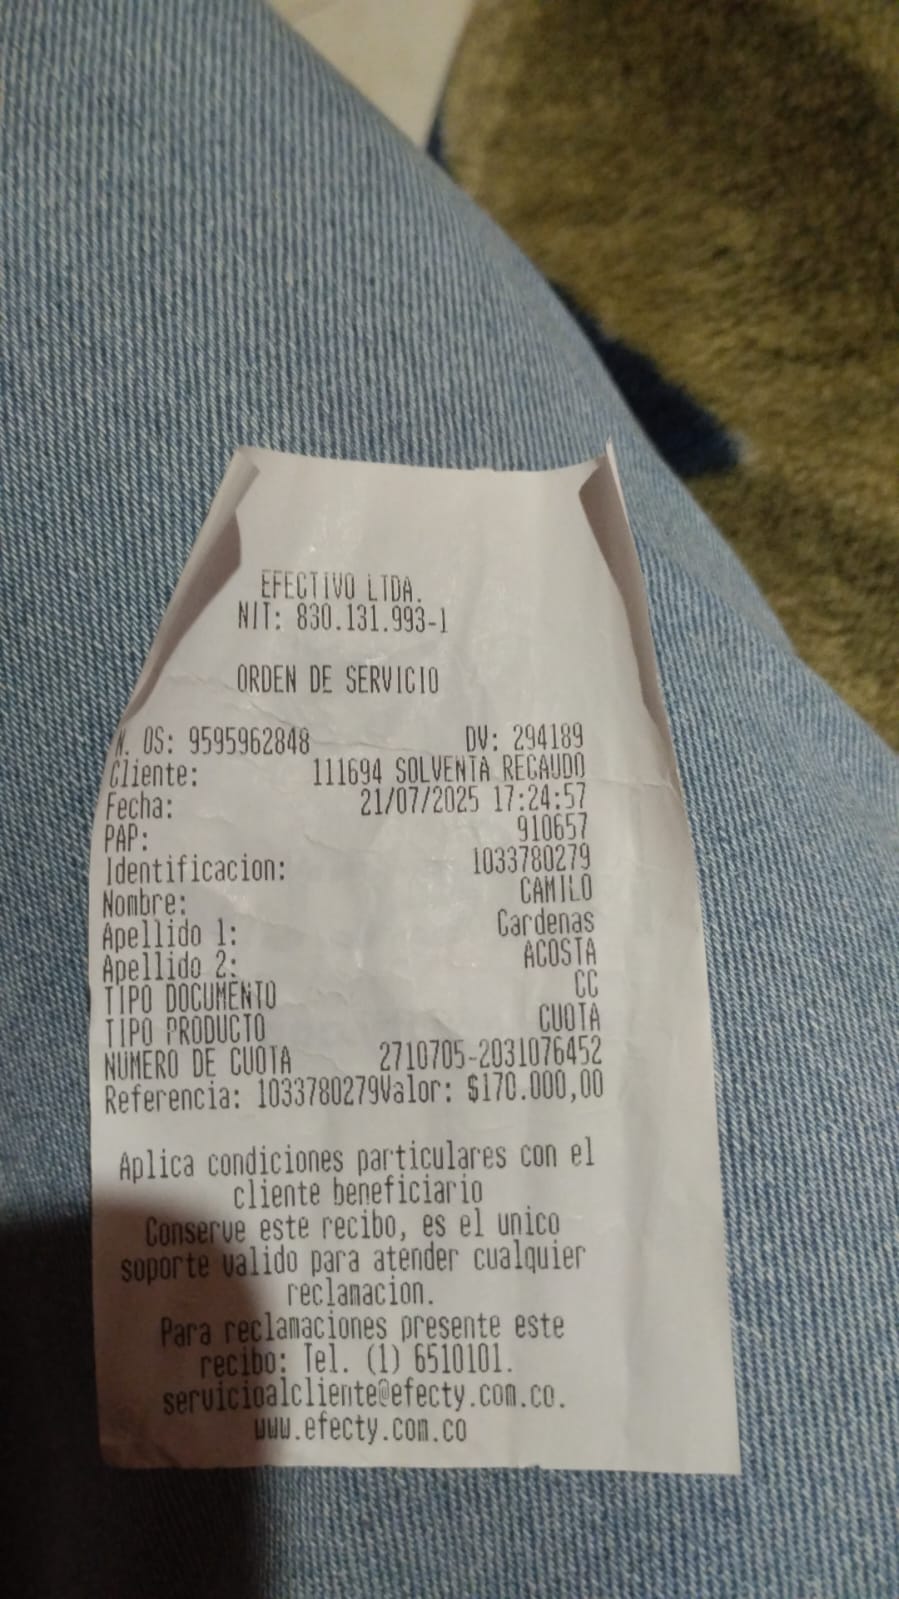 EFECTIVO LTDA.
NIT: 830.131.993-1
ORDEN DE SERVICIO
N. OS: 9595962848 DV: 294189
Cliente: 111694 SOLVENTA RECAUDO
Fecha: 21/07/2025 17:24:57
PAP: 910657
Identificacion: 1033780279
Nombre: CAMILO
Apellido 1: Cardenas
Apellido 2: ACOSTA
TIPO DOCUMENTO CC
TIPO PRODUCTO CUOTA
NUMERO DE CUOTA 2710705-2031076452
Referencia: 1033780279Valor: $170.000,00
Aplica condiciones particulares con el
cliente beneficiario
Conserve este recibo, es el unico
soporte valido para atender cualquier
reclamacion.
Para reclamaciones presente este
recibo: Tel. (1) 6510101.
servicioalcliente@efecty.com.co.
www.efecty.com.co